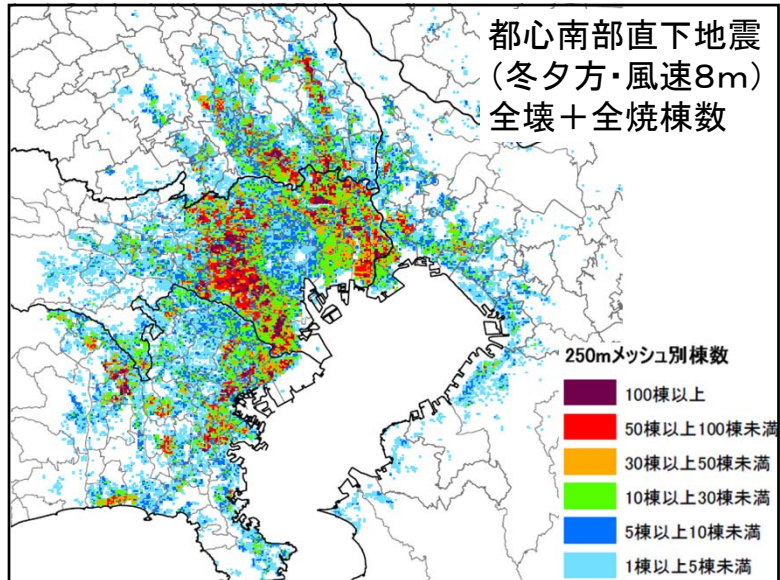 都心南部直下地震
(冬夕方・風速8m)
全壊+全焼棟数
250mメッシュ別棟数
100棟以上
50棟以上100棟未満
30棟以上50棟未満
10棟以上30棟未満
5棟以上10棟未満
1棟以上5棟未満